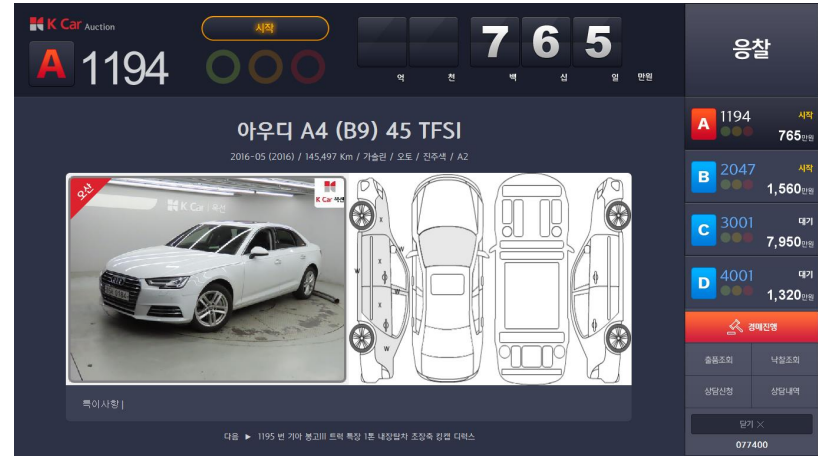 K Car Auction
시작
A 1194
765
억 천 백 십 일 만원
아우디 A4 (B9) 45 TFSI
2016-05 (2016) / 145,497 Km / 가솔린 / 오토 / 진주색 / A2
오산
K Car 옥션
K Car | 옥션
X
W
X
W
X
W
특이사항 |
다음 ▶ 1195 번 기아 봉고III 트럭 특장 1톤 내장탑차 초장축 킹캡 디럭스
응찰
A 1194 시작
765만원
B 2047 시작
1,560만원
C 3001 대기
7,950만원
D 4001 대기
1,320만원
경매진행
출품조회 낙찰조회
상담신청 상담내역
닫기 ×
077400